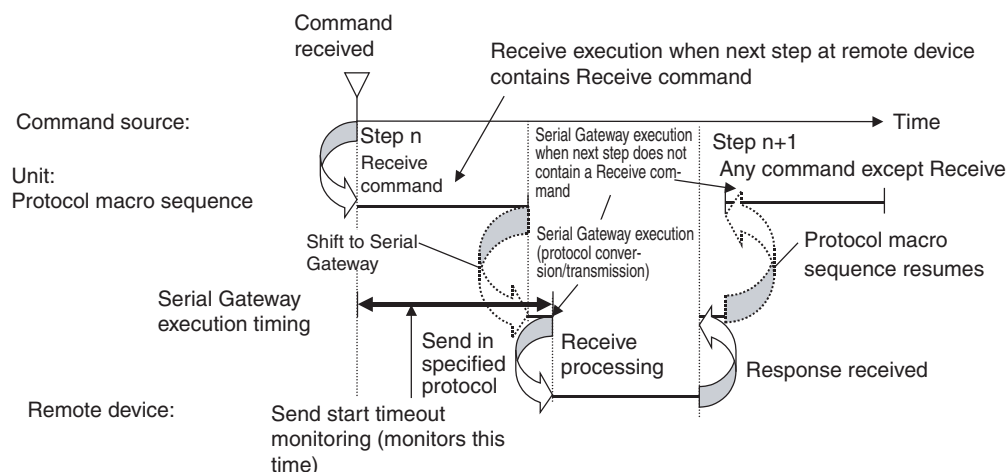 Command
received
Receive execution when next step at remote device
contains Receive command
Command source:
Time
Step n
Receive
command
Serial Gateway execution
when next step does not
contain a Receive com-
mand
Step n+1
Any command except Receive
Unit:
Protocol macro sequence
Shift to Serial
Gateway
Serial Gateway execution
(protocol conver-
sion/transmission)
Protocol macro
sequence resumes
Serial Gateway
execution timing
Send in
specified
protocol
Receive
processing
Response received
Remote device:
Send start timeout
monitoring (monitors this
time)